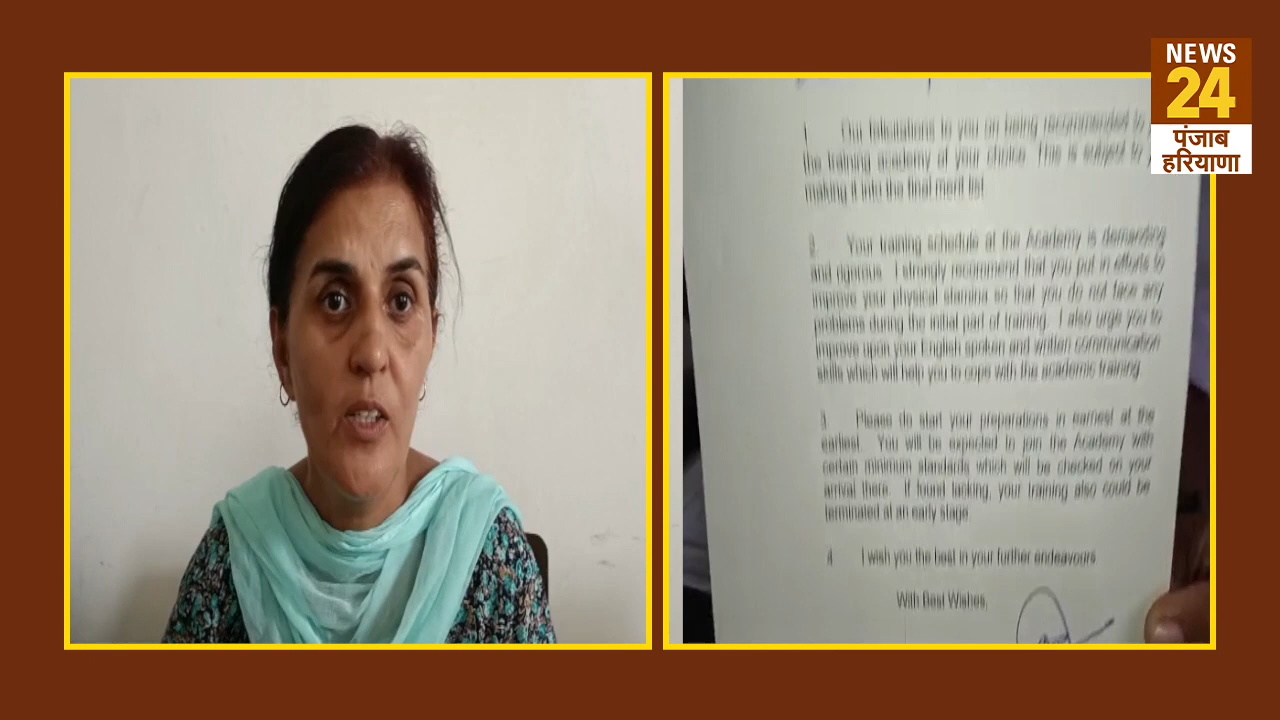 NEWS
24
पंजाब
हरियाणा
1. Our felicitations to you on being recommended to
the training academy of your choice. This is subject to
making it into the final merit list.
2. Your training schedule at the Academy is demanding
and rigorous. I strongly recommend that you put in efforts to
improve your physical stamina so that you do not face any
problems during the initial part of training. I also urge you to
improve upon your English spoken and written communication
skills which will help you to cope with the academic training.
3. Please do start your preparations in earnest at the
earliest. You will be expected to join the Academy with
certain minimum standards which will be checked on your
arrival there. If found lacking, your training also could be
terminated at an early stage.
4 I wish you the best in your further endeavours
With Best Wishes,